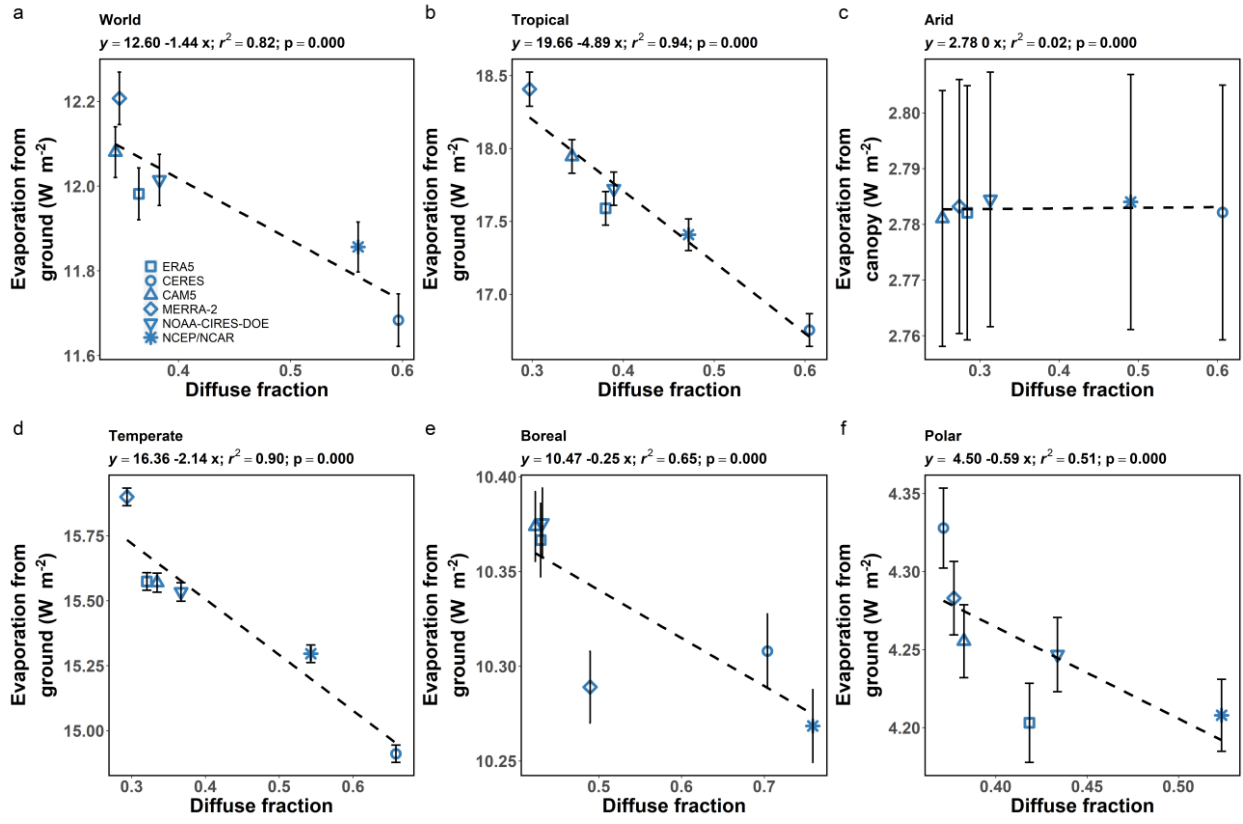 a
World
y = 12.60 -1.44 x; r² = 0.82; p = 0.000
Evaporation from
ground (W m⁻²)
12.2
12.0
11.8
11.6
ERA5
CERES
CAM5
MERRA-2
NOAA-CIRES-DOE
NCEP/NCAR
0.4
0.5
0.6
Diffuse fraction
b
Tropical
y = 19.66 -4.89 x; r² = 0.94; p = 0.000
Evaporation from
ground (W m⁻²)
18.5
18.0
17.5
17.0
0.3
0.4
0.5
0.6
Diffuse fraction
c
Arid
y = 2.78 0 x; r² = 0.02; p = 0.000
Evaporation from
canopy (W m⁻²)
2.80
2.79
2.78
2.77
2.76
0.3
0.4
0.5
0.6
Diffuse fraction
d
Temperate
y = 16.36 -2.14 x; r² = 0.90; p = 0.000
Evaporation from
ground (W m⁻²)
15.75
15.50
15.25
15.00
0.3
0.4
0.5
0.6
Diffuse fraction
e
Boreal
y = 10.47 -0.25 x; r² = 0.65; p = 0.000
Evaporation from
ground (W m⁻²)
10.40
10.35
10.30
10.25
0.5
0.6
0.7
Diffuse fraction
f
Polar
y = 4.50 -0.59 x; r² = 0.51; p = 0.000
Evaporation from
ground (W m⁻²)
4.35
4.30
4.25
4.20
0.40
0.45
0.50
Diffuse fraction